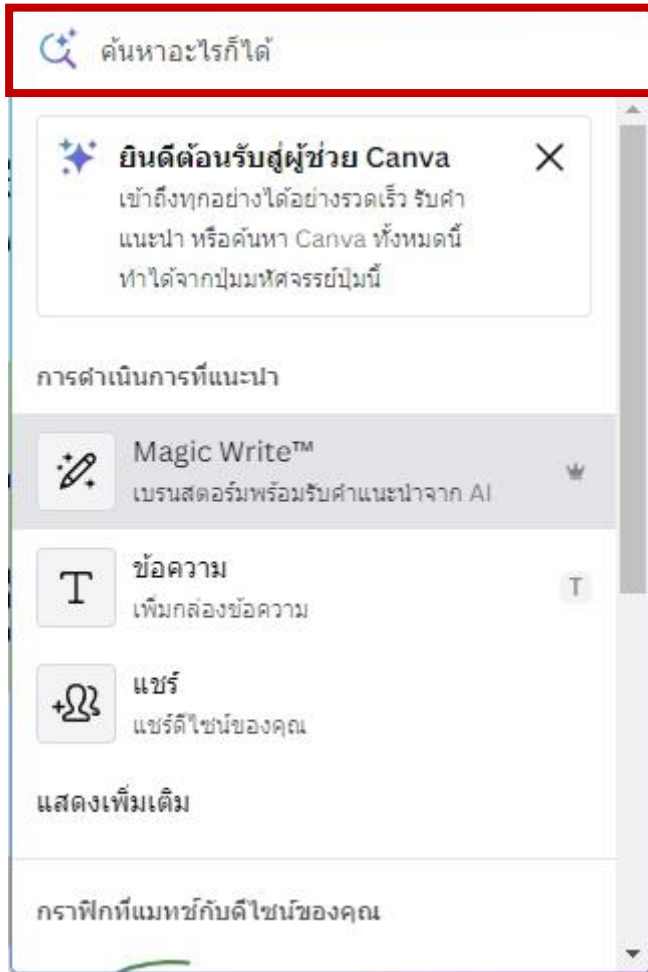 ค้นหาอะไรก็ได้
ยินดีต้อนรับสู่ผู้ช่วย Canva
เข้าถึงทุกอย่างได้อย่างรวดเร็ว รับคำ
แนะนำ หรือค้นหา Canva ทั้งหมดนี้
ทำได้จากปุ่มมหัศจรรย์ปุ่มนี้
การดำเนินการที่แนะนำ
Magic Write™
เบรนสตอร์มพร้อมรับคำแนะนำจาก AI
ข้อความ
T
T
เพิ่มกล่องข้อความ
แชร์
แชร์ดีไซน์ของคุณ
แสดงเพิ่มเติม
กราฟิกที่แมทช์กับดีไซน์ของคุณ